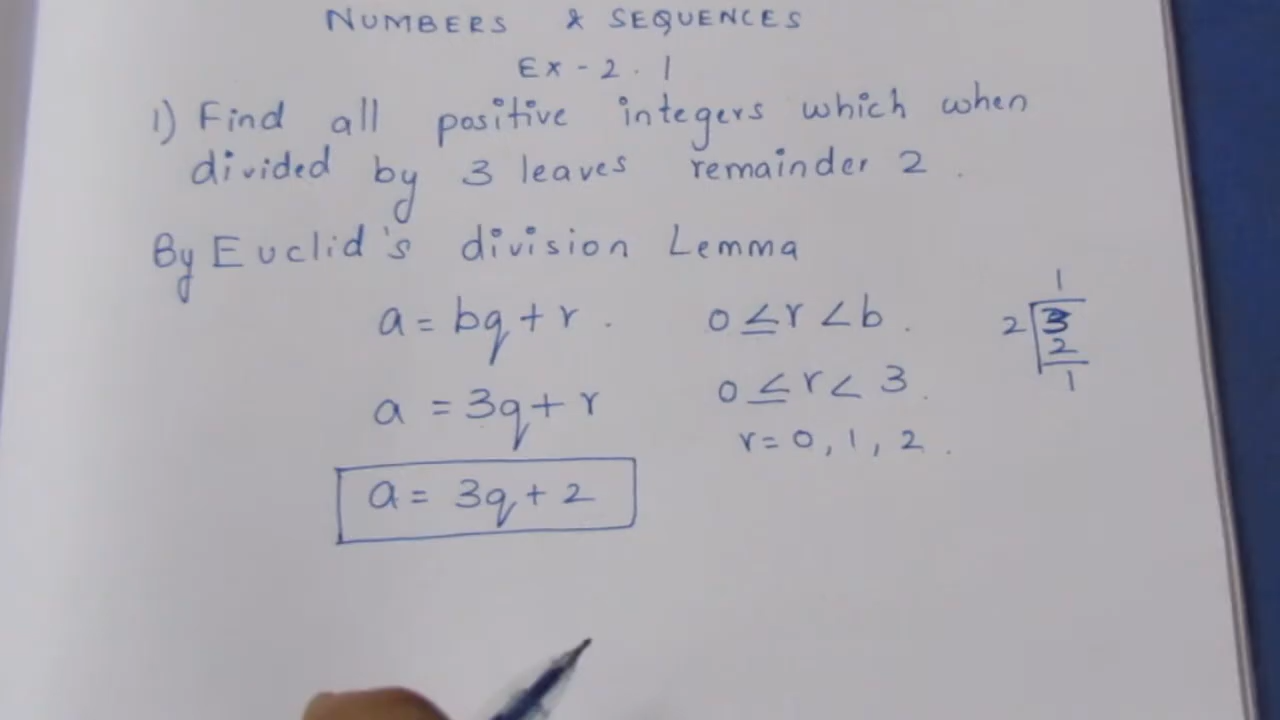 NUMBERS & SEQUENCES
Ex - 2.1
1) Find all positive integers which when
divided by 3 leaves remainder 2.
By Euclid's division Lemma
a = bq + r. 0 ≤ r < b.
a = 3q + r 0 ≤ r < 3.
r = 0, 1, 2.
a = 3q + 2
1
2 3
2
1